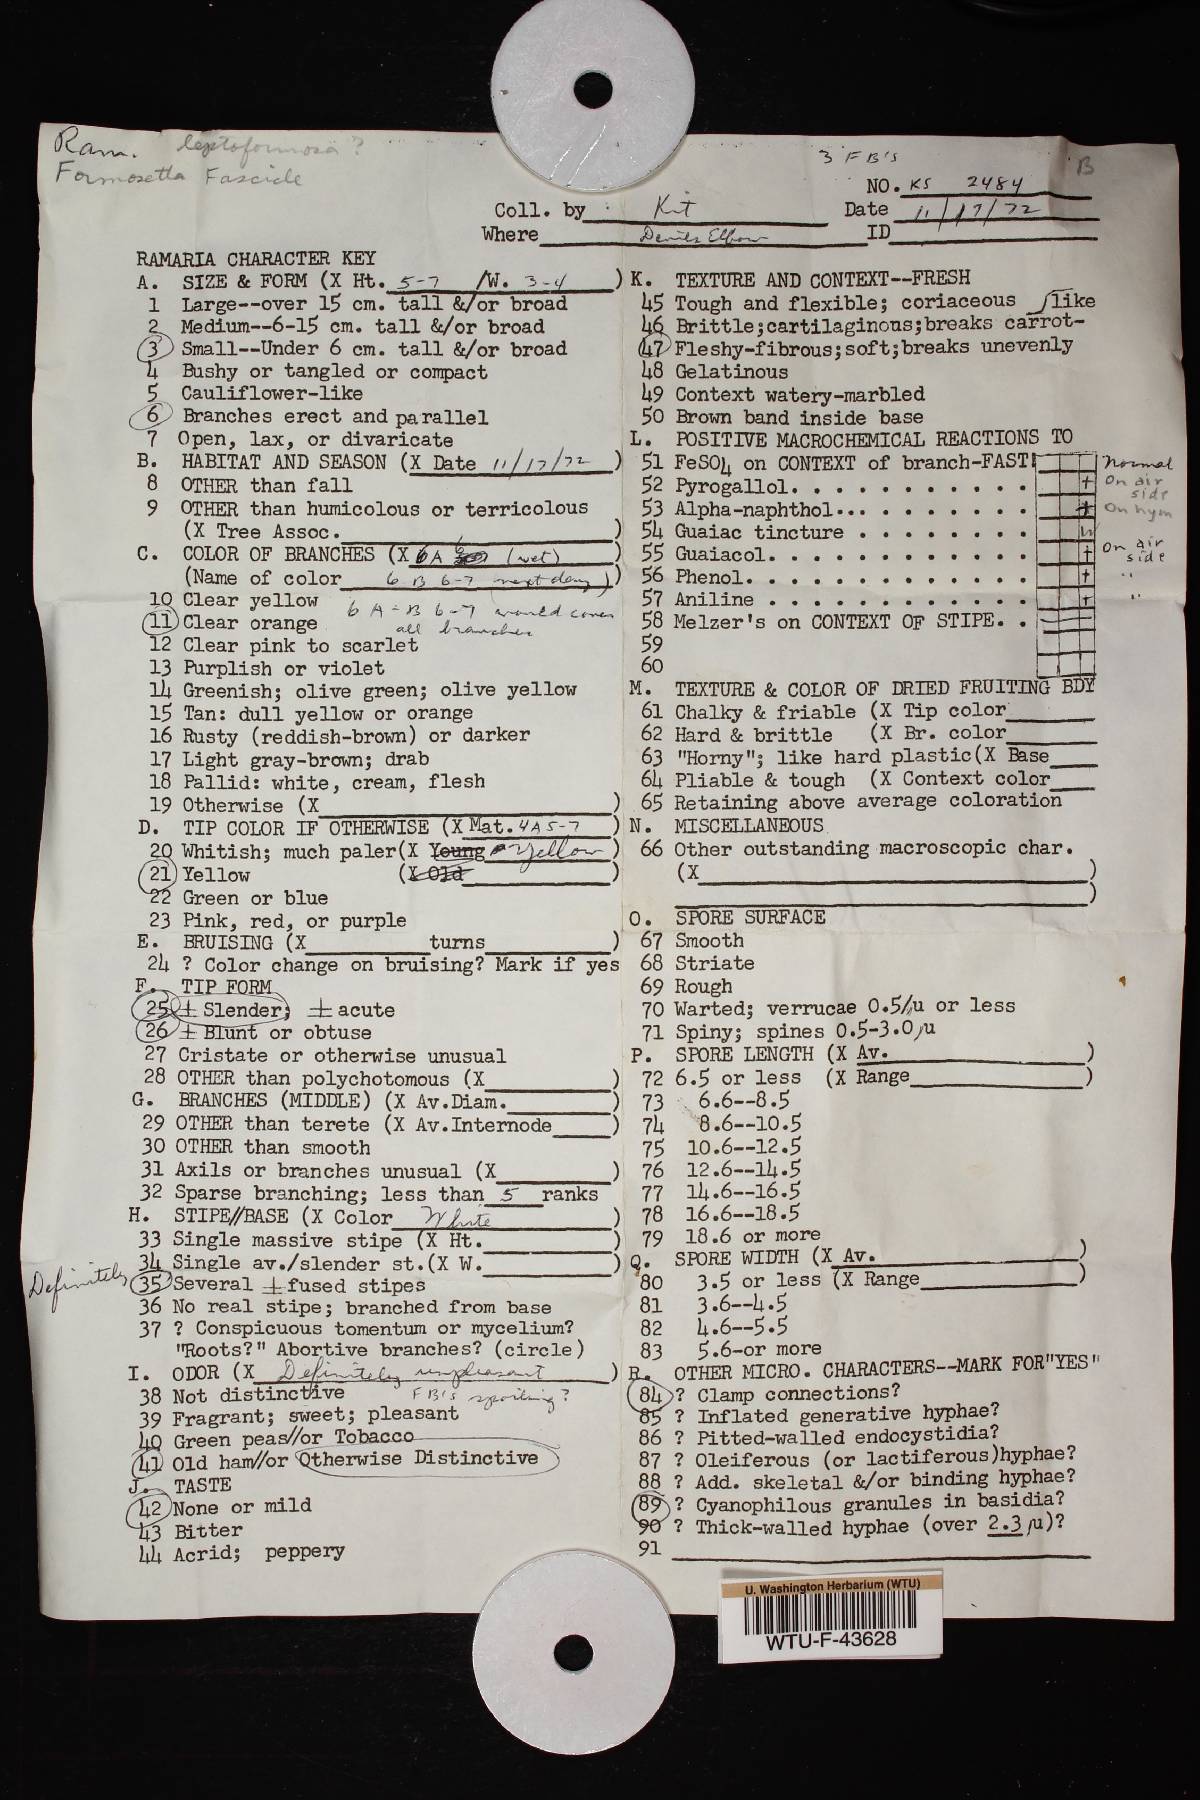 Ram. leptoformosa?
Formosetta Fascicle
3 FB's
B
NO. KS 2484
Coll. by Kit Date 11/17/72
Where Devils Elbow ID
RAMARIA CHARACTER KEY
A. SIZE & FORM (X Ht. 5-7 /W. 3-4 )
1 Large--over 15 cm. tall &/or broad
2 Medium--6-15 cm. tall &/or broad
3 Small--Under 6 cm. tall &/or broad
4 Bushy or tangled or compact
5 Cauliflower-like
6 Branches erect and parallel
7 Open, lax, or divaricate
B. HABITAT AND SEASON (X Date 11/17/72 )
8 OTHER than fall
9 OTHER than humicolous or terricolous
(X Tree Assoc. )
C. COLOR OF BRANCHES (X 6A (wet) )
(Name of color 6 B 6-7 next day )
10 Clear yellow 6 A-B 6-7 would cover
11 Clear orange all branches
12 Clear pink to scarlet
13 Purplish or violet
14 Greenish; olive green; olive yellow
15 Tan: dull yellow or orange
16 Rusty (reddish-brown) or darker
17 Light gray-brown; drab
18 Pallid: white, cream, flesh
19 Otherwise (X )
D. TIP COLOR IF OTHERWISE (X Mat. 4A5-7 )
20 Whitish; much paler(X Young Yellow )
21 Yellow (X Old )
22 Green or blue
23 Pink, red, or purple
E. BRUISING (X turns )
24 ? Color change on bruising? Mark if yes
F. TIP FORM
25 ± Slender; ± acute
26 ± Blunt or obtuse
27 Cristate or otherwise unusual
28 OTHER than polychotomous (X )
G. BRANCHES (MIDDLE) (X Av.Diam. )
29 OTHER than terete (X Av.Internode )
30 OTHER than smooth
31 Axils or branches unusual (X )
32 Sparse branching; less than 5 ranks
H. STIPE//BASE (X Color White )
33 Single massive stipe (X Ht. )
34 Single av./slender st.(X W. )
Definitely 35 Several ± fused stipes
36 No real stipe; branched from base
37 ? Conspicuous tomentum or mycelium?
"Roots?" Abortive branches? (circle)
I. ODOR (X Definitely unpleasant )
38 Not distinctive FB's spoiling?
39 Fragrant; sweet; pleasant
40 Green peas//or Tobacco
41 Old ham//or Otherwise Distinctive
J. TASTE
42 None or mild
43 Bitter
44 Acrid; peppery
K. TEXTURE AND CONTEXT--FRESH
45 Tough and flexible; coriaceous like
46 Brittle;cartilaginous;breaks carrot-
47 Fleshy-fibrous;soft;breaks unevenly
48 Gelatinous
49 Context watery-marbled
50 Brown band inside base
L. POSITIVE MACROCHEMICAL REACTIONS TO
51 FeSO4 on CONTEXT of branch-FAST! Normal
52 Pyrogallol. . . . . . . . . . . . + On air side
53 Alpha-naphthol... . . . . . . . . + On hym
54 Guaiac tincture . . . . . . . . .
55 Guaiacol. . . . . . . . . . . . . + On air side
56 Phenol. . . . . . . . . . . . . . + "
57 Aniline . . . . . . . . . . . . + "
58 Melzer's on CONTEXT OF STIPE. .
59
60
M. TEXTURE & COLOR OF DRIED FRUITING BDY
61 Chalky & friable (X Tip color
62 Hard & brittle (X Br. color
63 "Horny"; like hard plastic(X Base
64 Pliable & tough (X Context color
65 Retaining above average coloration
N. MISCELLANEOUS
66 Other outstanding macroscopic char.
(X )
)
O. SPORE SURFACE
67 Smooth
68 Striate
69 Rough
70 Warted; verrucae 0.5/u or less
71 Spiny; spines 0.5-3.0/u
P. SPORE LENGTH (X Av. )
72 6.5 or less (X Range )
73 6.6--8.5
74 8.6--10.5
75 10.6--12.5
76 12.6--14.5
77 14.6--16.5
78 16.6--18.5
79 18.6 or more
Q. SPORE WIDTH (X Av. )
80 3.5 or less (X Range )
81 3.6--4.5
82 4.6--5.5
83 5.6-or more
R. OTHER MICRO. CHARACTERS--MARK FOR"YES"
84 ? Clamp connections?
85 ? Inflated generative hyphae?
86 ? Pitted-walled endocystidia?
87 ? Oleiferous (or lactiferous)hyphae?
88 ? Add. skeletal &/or binding hyphae?
89 ? Cyanophilous granules in basidia?
90 ? Thick-walled hyphae (over 2.3/u)?
91
U. Washington Herbarium (WTU)
WTU-F-43628